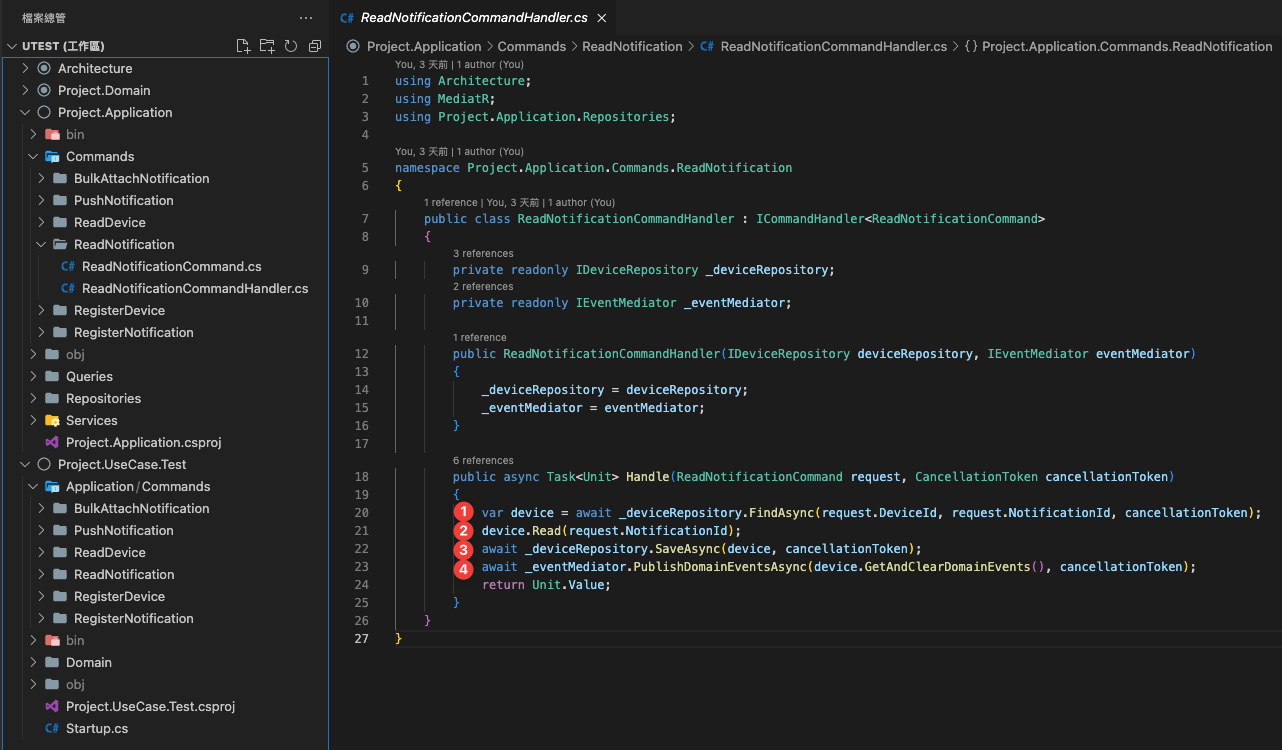 檔案總管
UTEST (工作區)
Architecture
Project.Domain
Project.Application
bin
Commands
BulkAttachNotification
PushNotification
ReadDevice
ReadNotification
C# ReadNotificationCommand.cs
C# ReadNotificationCommandHandler.cs
RegisterDevice
RegisterNotification
obj
Queries
Repositories
Services
Project.Application.csproj
Project.UseCase.Test
Application/Commands
BulkAttachNotification
PushNotification
ReadDevice
ReadNotification
RegisterDevice
RegisterNotification
bin
Domain
obj
Project.UseCase.Test.csproj
C# Startup.cs
C# ReadNotificationCommandHandler.cs
Project.Application > Commands > ReadNotification > C# ReadNotificationCommandHandler.cs > {} Project.Application.Commands.ReadNotification
You, 3 天前 | 1 author (You)
1 using Architecture;
2 using MediatR;
3 using Project.Application.Repositories;
4
You, 3 天前 | 1 author (You)
5 namespace Project.Application.Commands.ReadNotification
6 {
1 reference | You, 3 天前 | 1 author (You)
7 public class ReadNotificationCommandHandler : ICommandHandler<ReadNotificationCommand>
8 {
3 references
9 private readonly IDeviceRepository _deviceRepository;
2 references
10 private readonly IEventMediator _eventMediator;
11
1 reference
12 public ReadNotificationCommandHandler(IDeviceRepository deviceRepository, IEventMediator eventMediator)
13 {
14 _deviceRepository = deviceRepository;
15 _eventMediator = eventMediator;
16 }
17
6 references
18 public async Task<Unit> Handle(ReadNotificationCommand request, CancellationToken cancellationToken)
19 {
20 1 var device = await _deviceRepository.FindAsync(request.DeviceId, request.NotificationId, cancellationToken);
21 2 device.Read(request.NotificationId);
22 3 await _deviceRepository.SaveAsync(device, cancellationToken);
23 4 await _eventMediator.PublishDomainEventsAsync(device.GetAndClearDomainEvents(), cancellationToken);
24 return Unit.Value;
25 }
26 }
27 }